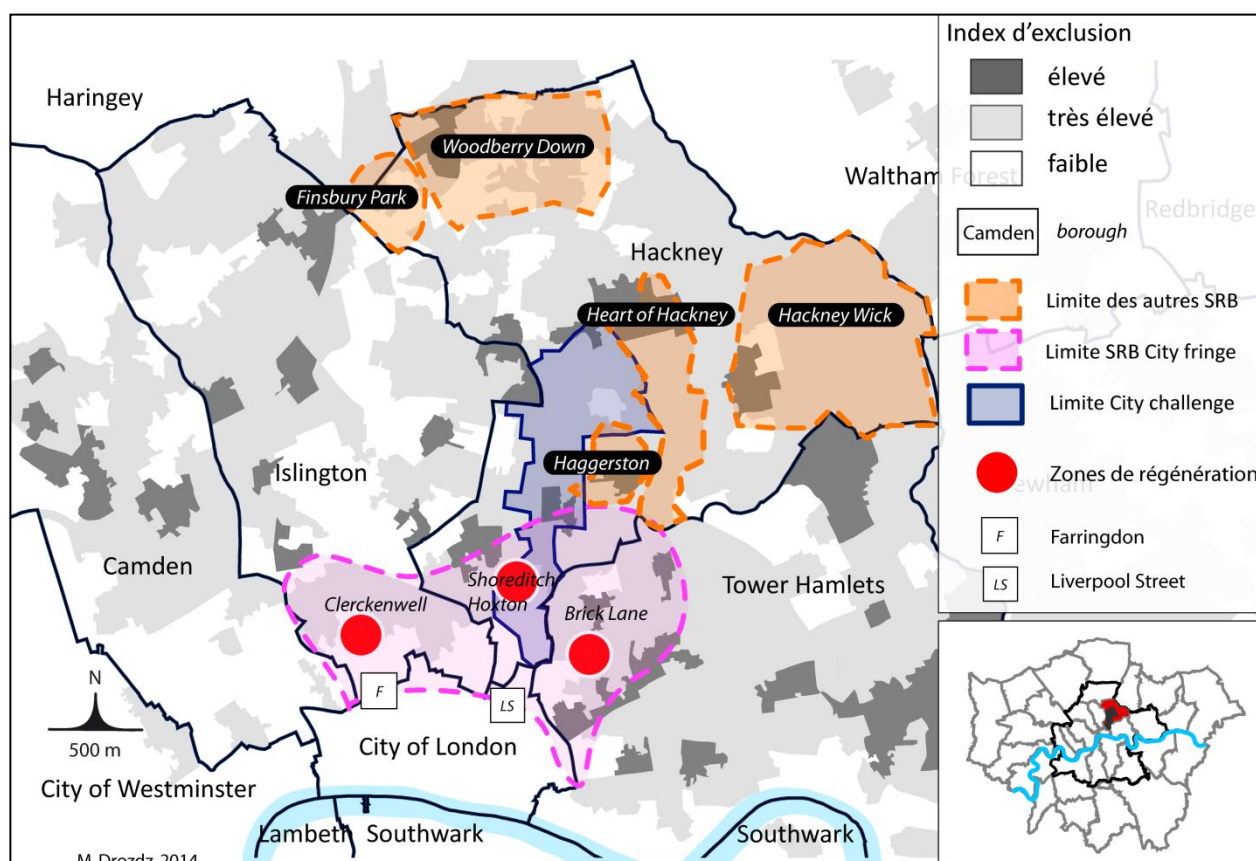 Haringey
Woodberry Down
Finsbury Park
Waltham Forest
Redbridge
Hackney
Heart of Hackney
Hackney Wick
Haggerston
Islington
Camden
Shoreditch
Hoxton
Clerckenwell
Brick Lane
Tower Hamlets
F
LS
City of London
City of Westminster
Lambeth
Southwark
Southwark
N
500 m
M. Drozdz, 2014
Index d’exclusion
élevé
très élevé
faible
Camden
borough
Limite des autres SRB
Limite SRB City fringe
Limite City challenge
Zones de régénération
F
Farringdon
LS
Liverpool Street